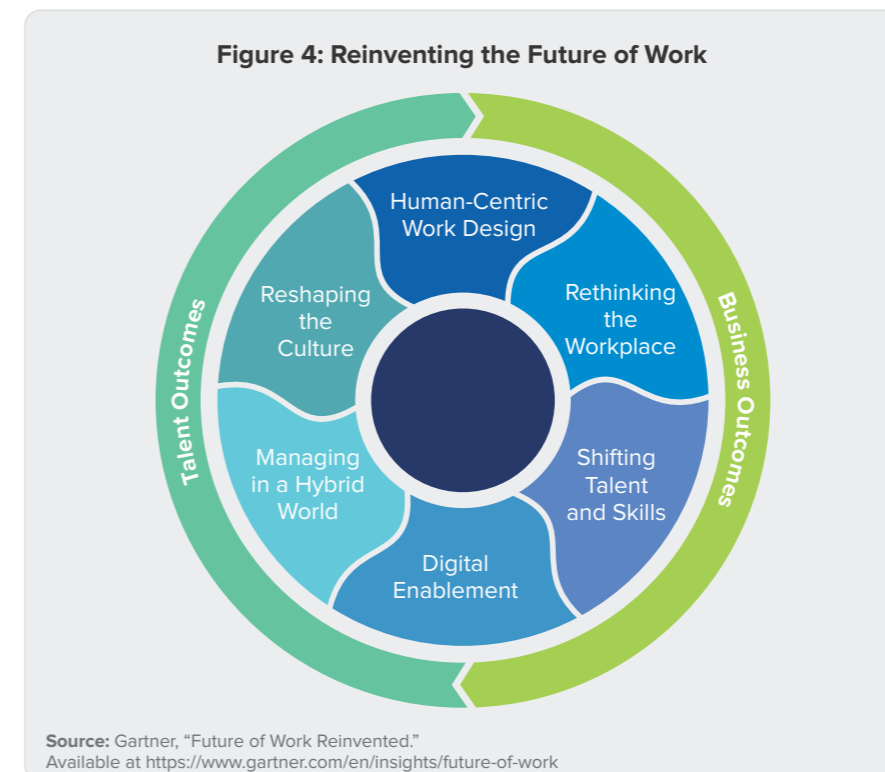 Figure 4: Reinventing the Future of Work
Human-Centric
Work Design
Rethinking
the
Workplace
Shifting
Talent
and Skills
Digital
Enablement
Managing
in a Hybrid
World
Reshaping
the
Culture
Talent Outcomes
Business Outcomes
Source: Gartner, “Future of Work Reinvented.”
Available at https://www.gartner.com/en/insights/future-of-work